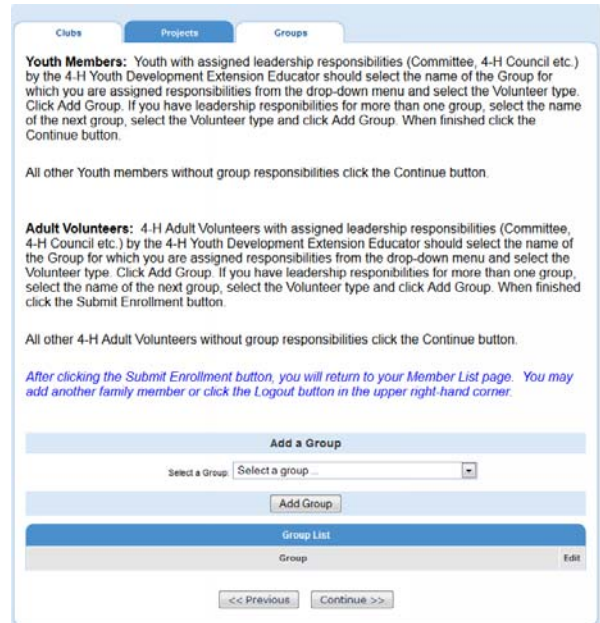 Clubs Projects Groups
Youth Members: Youth with assigned leadership responsibilities (Committee, 4-H Council etc.)
by the 4-H Youth Development Extension Educator should select the name of the Group for
which you are assigned responsibilities from the drop-down menu and select the Volunteer type.
Click Add Group. If you have leadership responibilities for more than one group, select the name
of the next group, select the Volunteer type and click Add Group. When finished click the
Continue button.
All other Youth members without group responsibilities click the Continue button.
Adult Volunteers: 4-H Adult Volunteers with assigned leadership responsibilities (Committee,
4-H Council etc.) by the 4-H Youth Development Extension Educator should select the name of
the Group for which you are assigned responsibilities from the drop-down menu and select the
Volunteer type. Click Add Group. If you have leadership responibilities for more than one group,
select the name of the next group, select the Volunteer type and click Add Group. When finished
click the Submit Enrollment button.
All other 4-H Adult Volunteers without group responsibilities click the Continue button.
After clicking the Submit Enrollment button, you will return to your Member List page. You may
add another family member or click the Logout button in the upper right-hand corner.
Add a Group
Select a Group: Select a group ...
Add Group
Group List
Group Edit
<< Previous Continue >>